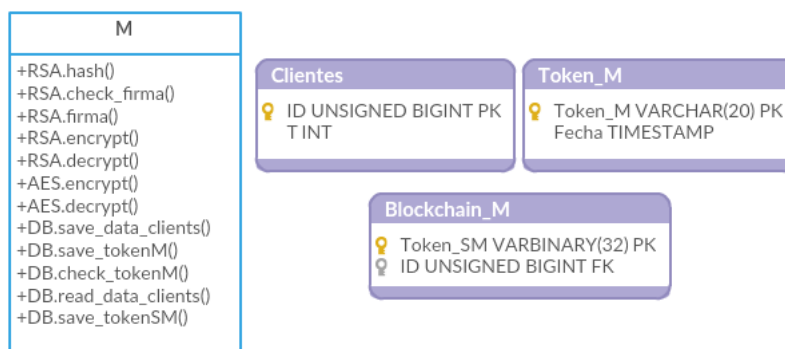 M
+RSA.hash()
+RSA.check_firma()
+RSA.firma()
+RSA.encrypt()
+RSA.decrypt()
+AES.encrypt()
+AES.decrypt()
+DB.save_data_clients()
+DB.save_tokenM()
+DB.check_tokenM()
+DB.read_data_clients()
+DB.save_tokenSM()
Clientes
ID UNSIGNED BIGINT PK
T INT
Token_M
Token_M VARCHAR(20) PK
Fecha TIMESTAMP
Blockchain_M
Token_SM VARBINARY(32) PK
ID UNSIGNED BIGINT FK